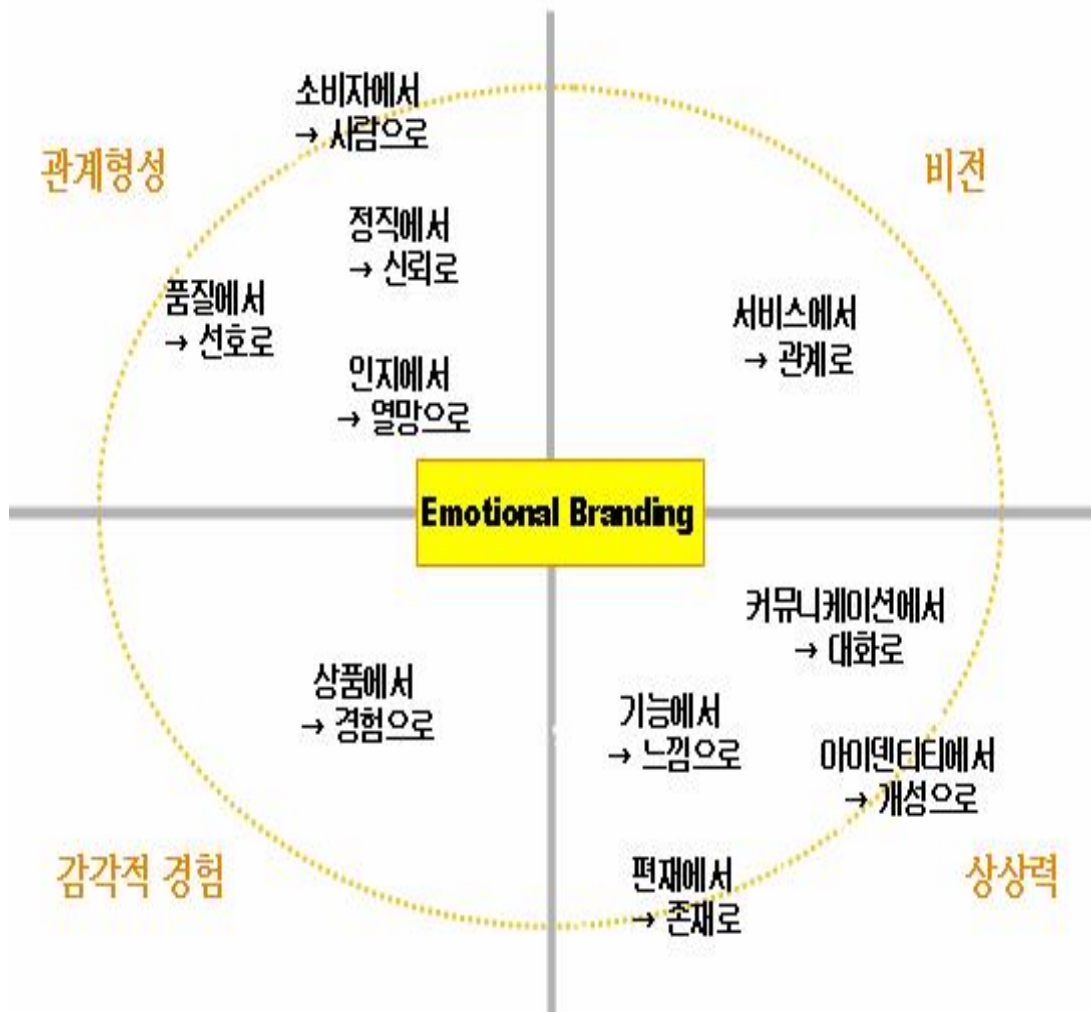 소비자에서
→ 사람으로
관계형성
비전
정직에서
→ 신뢰로
품질에서
→ 선호로
서비스에서
→ 관계로
인지에서
→ 열망으로
Emotional Branding
커뮤니케이션에서
→ 대화로
상품에서
→ 경험으로
기능에서
→ 느낌으로
아이덴티티에서
→ 개성으로
감각적 경험
편재에서
→ 존재로
상상력